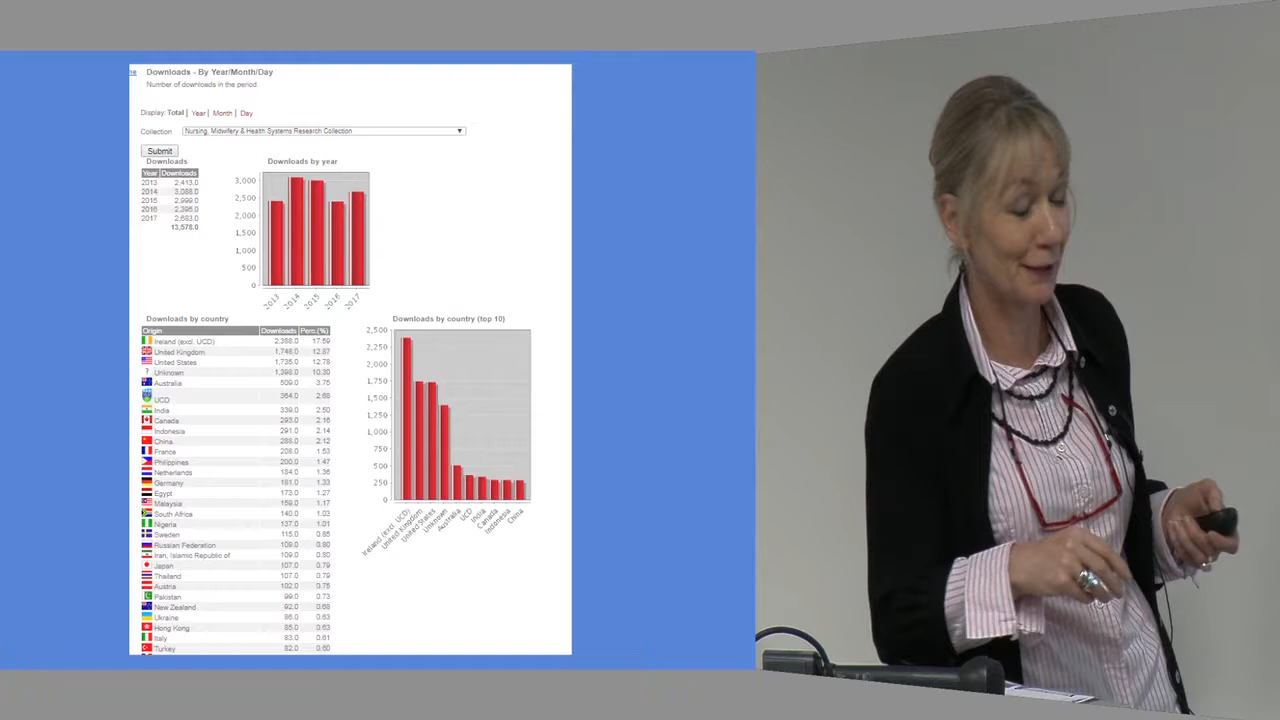 me
Downloads - By Year/Month/Day
Number of downloads in the period.
Display: Total | Year | Month | Day
Collection Nursing, Midwifery & Health Systems Research Collection
Submit
Downloads
Year Downloads
2013 2,413.0
2014 3,088.0
2015 2,999.0
2016 2,395.0
2017 2,683.0
13,578.0
Downloads by year
3,000
2,500
2,000
1,500
1,000
500
0
2013 2014 2015 2016 2017
Downloads by country
Origin Downloads Perc.(%)
Ireland (excl. UCD) 2,388.0 17.59
United Kingdom 1,748.0 12.87
United States 1,735.0 12.78
? Unknown 1,398.0 10.30
Australia 509.0 3.75
UCD 364.0 2.68
India 339.0 2.50
Canada 293.0 2.16
Indonesia 291.0 2.14
China 288.0 2.12
France 208.0 1.53
Philippines 200.0 1.47
Netherlands 184.0 1.36
Germany 181.0 1.33
Egypt 173.0 1.27
Malaysia 159.0 1.17
South Africa 140.0 1.03
Nigeria 137.0 1.01
Sweden 115.0 0.85
Russian Federation 109.0 0.80
Iran, Islamic Republic of 109.0 0.80
Japan 107.0 0.79
Thailand 107.0 0.79
Austria 102.0 0.75
Pakistan 99.0 0.73
New Zealand 92.0 0.68
Ukraine 86.0 0.63
Hong Kong 85.0 0.63
Italy 83.0 0.61
Turkey 82.0 0.60
Downloads by country (top 10)
2,500
2,250
2,000
1,750
1,500
1,250
1,000
750
500
250
0
Ireland (excl. UCD) United Kingdom United States Unknown Australia UCD India Canada Indonesia China